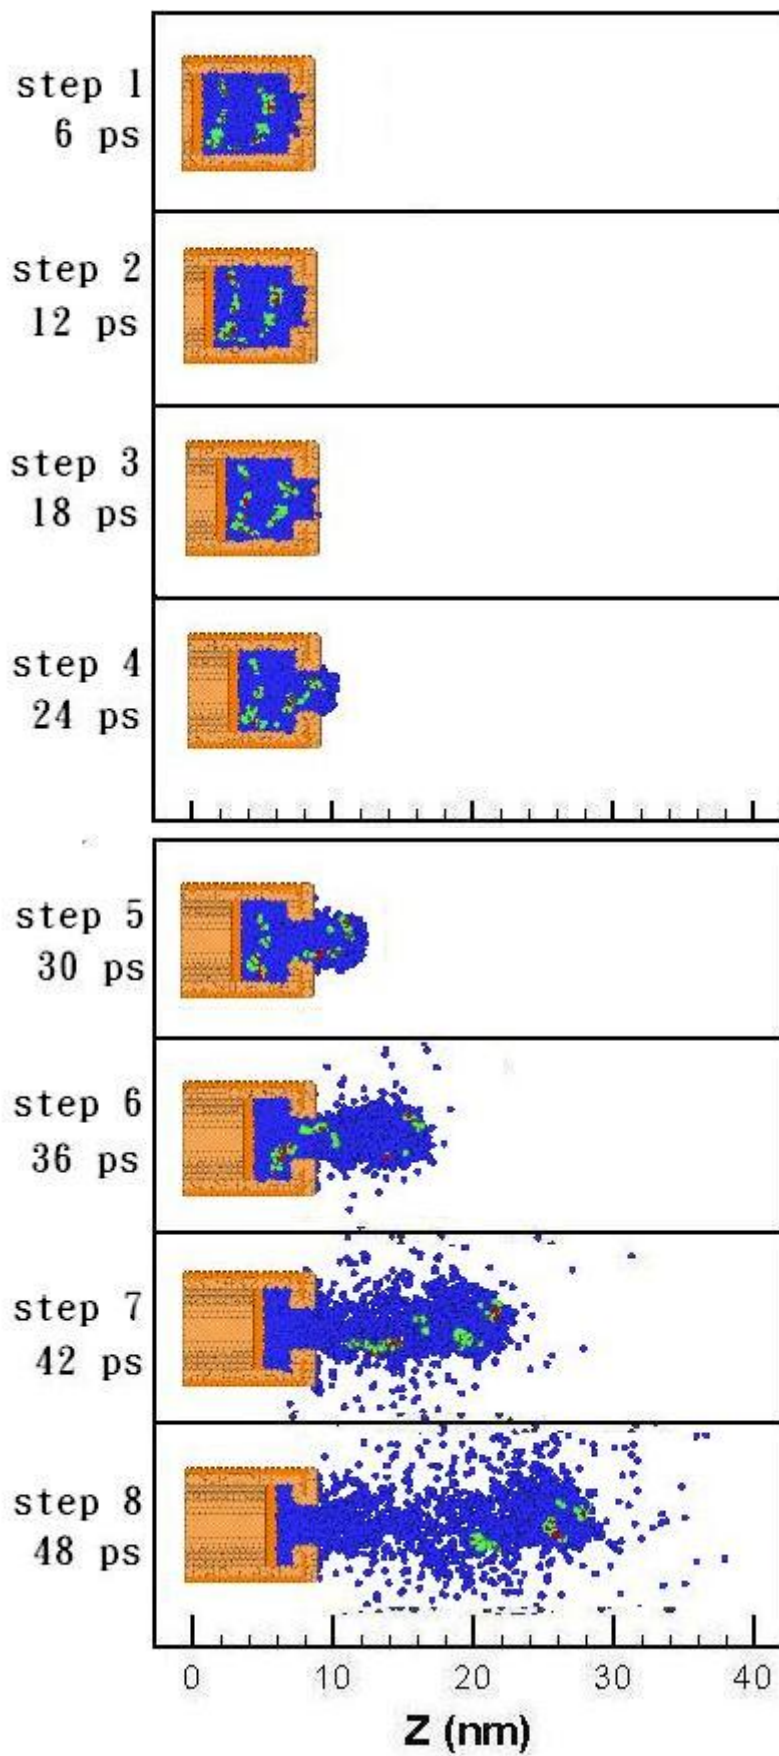 step 1
6 ps
step 2
12 ps
step 3
18 ps
step 4
24 ps
step 5
30 ps
step 6
36 ps
step 7
42 ps
step 8
48 ps
0 10 20 30 40
Z (nm)